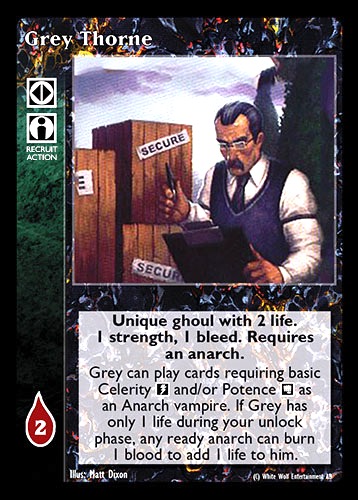 Grey Thorne
RECRUIT
ACTION
SECURE
E
SECURE
Unique ghoul with 2 life.
1 strength, 1 bleed. Requires
an anarch.
Grey can play cards requiring basic
Celerity and/or Potence as
an Anarch vampire. If Grey has
only 1 life during your unlock
phase, any ready anarch can burn
1 blood to add 1 life to him.
2
Illus: Matt Dixon
(C) White Wolf Entertainment AB